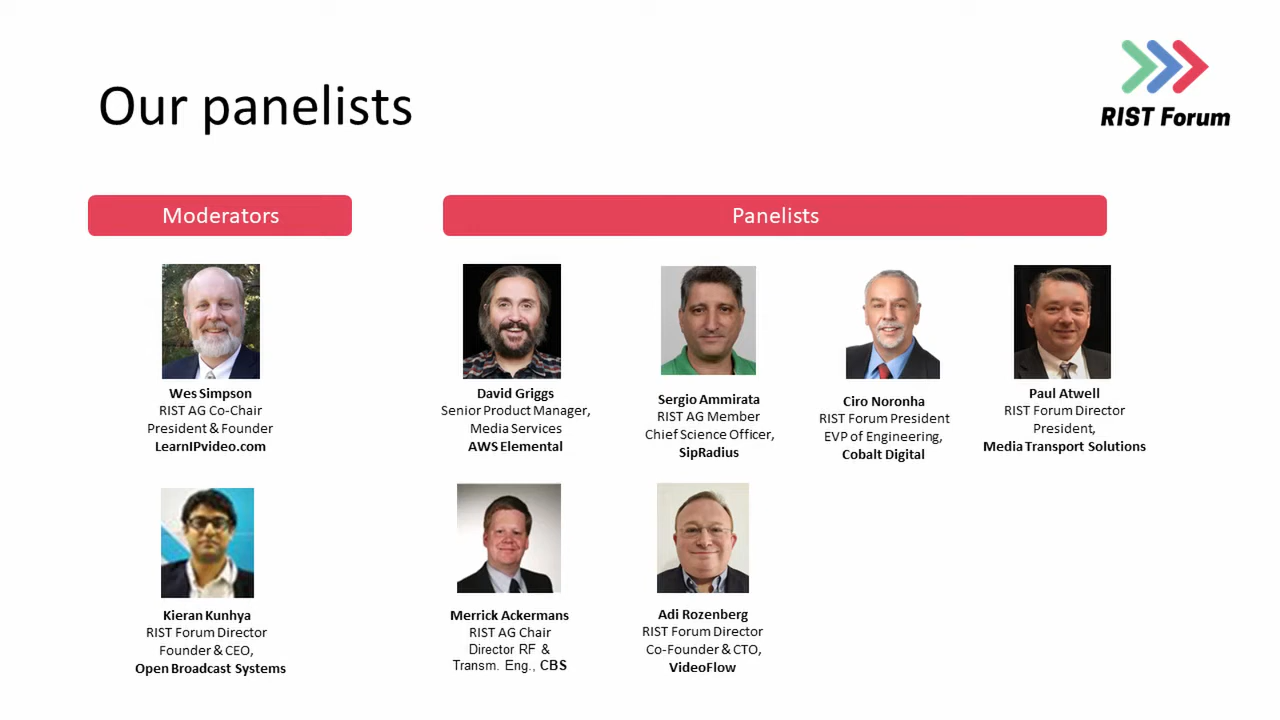 Our panelists
RIST Forum
Moderators
Panelists
Wes Simpson
RIST AG Co-Chair
President & Founder
LearnIPvideo.com
David Griggs
Senior Product Manager,
Media Services
AWS Elemental
Sergio Ammirata
RIST AG Member
Chief Science Officer,
SipRadius
Ciro Noronha
RIST Forum President
EVP of Engineering,
Cobalt Digital
Paul Atwell
RIST Forum Director
President,
Media Transport Solutions
Kieran Kunhya
RIST Forum Director
Founder & CEO,
Open Broadcast Systems
Merrick Ackermans
RIST AG Chair
Director RF &
Transm. Eng., CBS
Adi Rozenberg
RIST Forum Director
Co-Founder & CTO,
VideoFlow